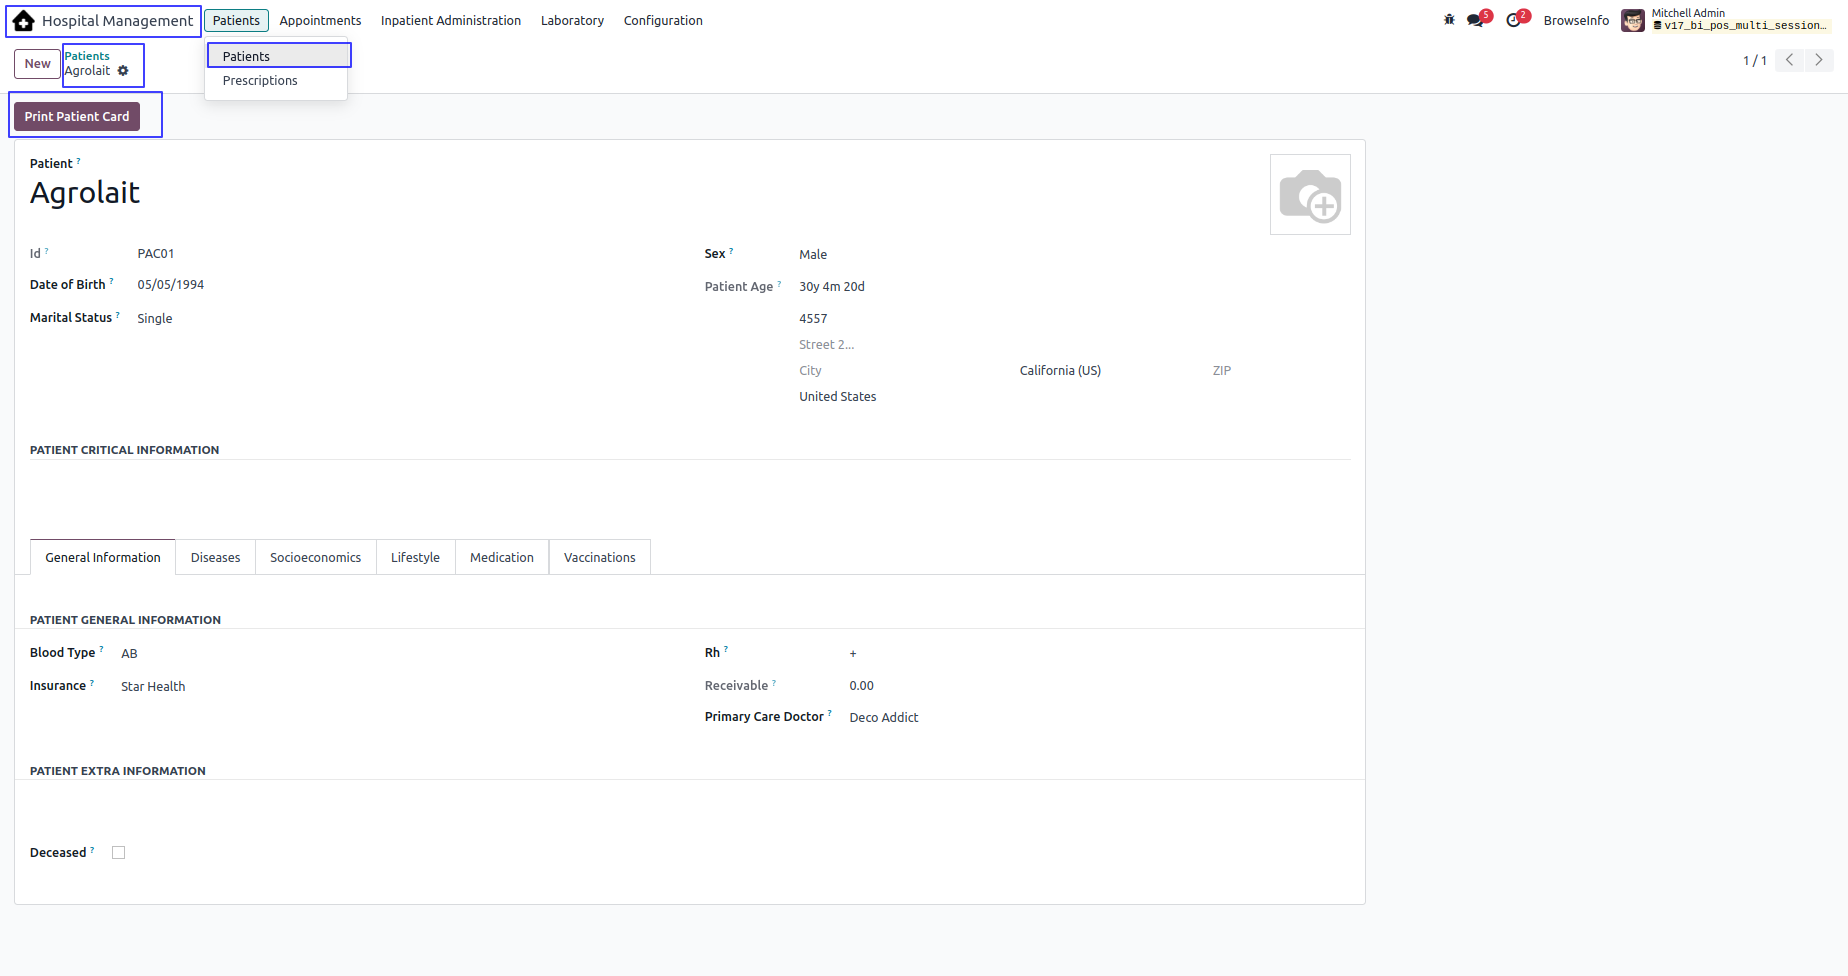 Hospital Management Patients Appointments Inpatient Administration Laboratory Configuration 5 2 BrowseInfo Mitchell Admin
v17_bi_pos_multi_session...
New Patients
Agrolait
1 / 1
Patients
Prescriptions
Print Patient Card
Patient ?
Agrolait
Id ? PAC01 Sex ? Male
Date of Birth ? 05/05/1994 Patient Age ? 30y 4m 20d
Marital Status ? Single 4557
Street 2...
City California (US) ZIP
United States
PATIENT CRITICAL INFORMATION
General Information Diseases Socioeconomics Lifestyle Medication Vaccinations
PATIENT GENERAL INFORMATION
Blood Type ? AB Rh ? +
Insurance ? Star Health Receivable ? 0.00
Primary Care Doctor ? Deco Addict
PATIENT EXTRA INFORMATION
Deceased ?